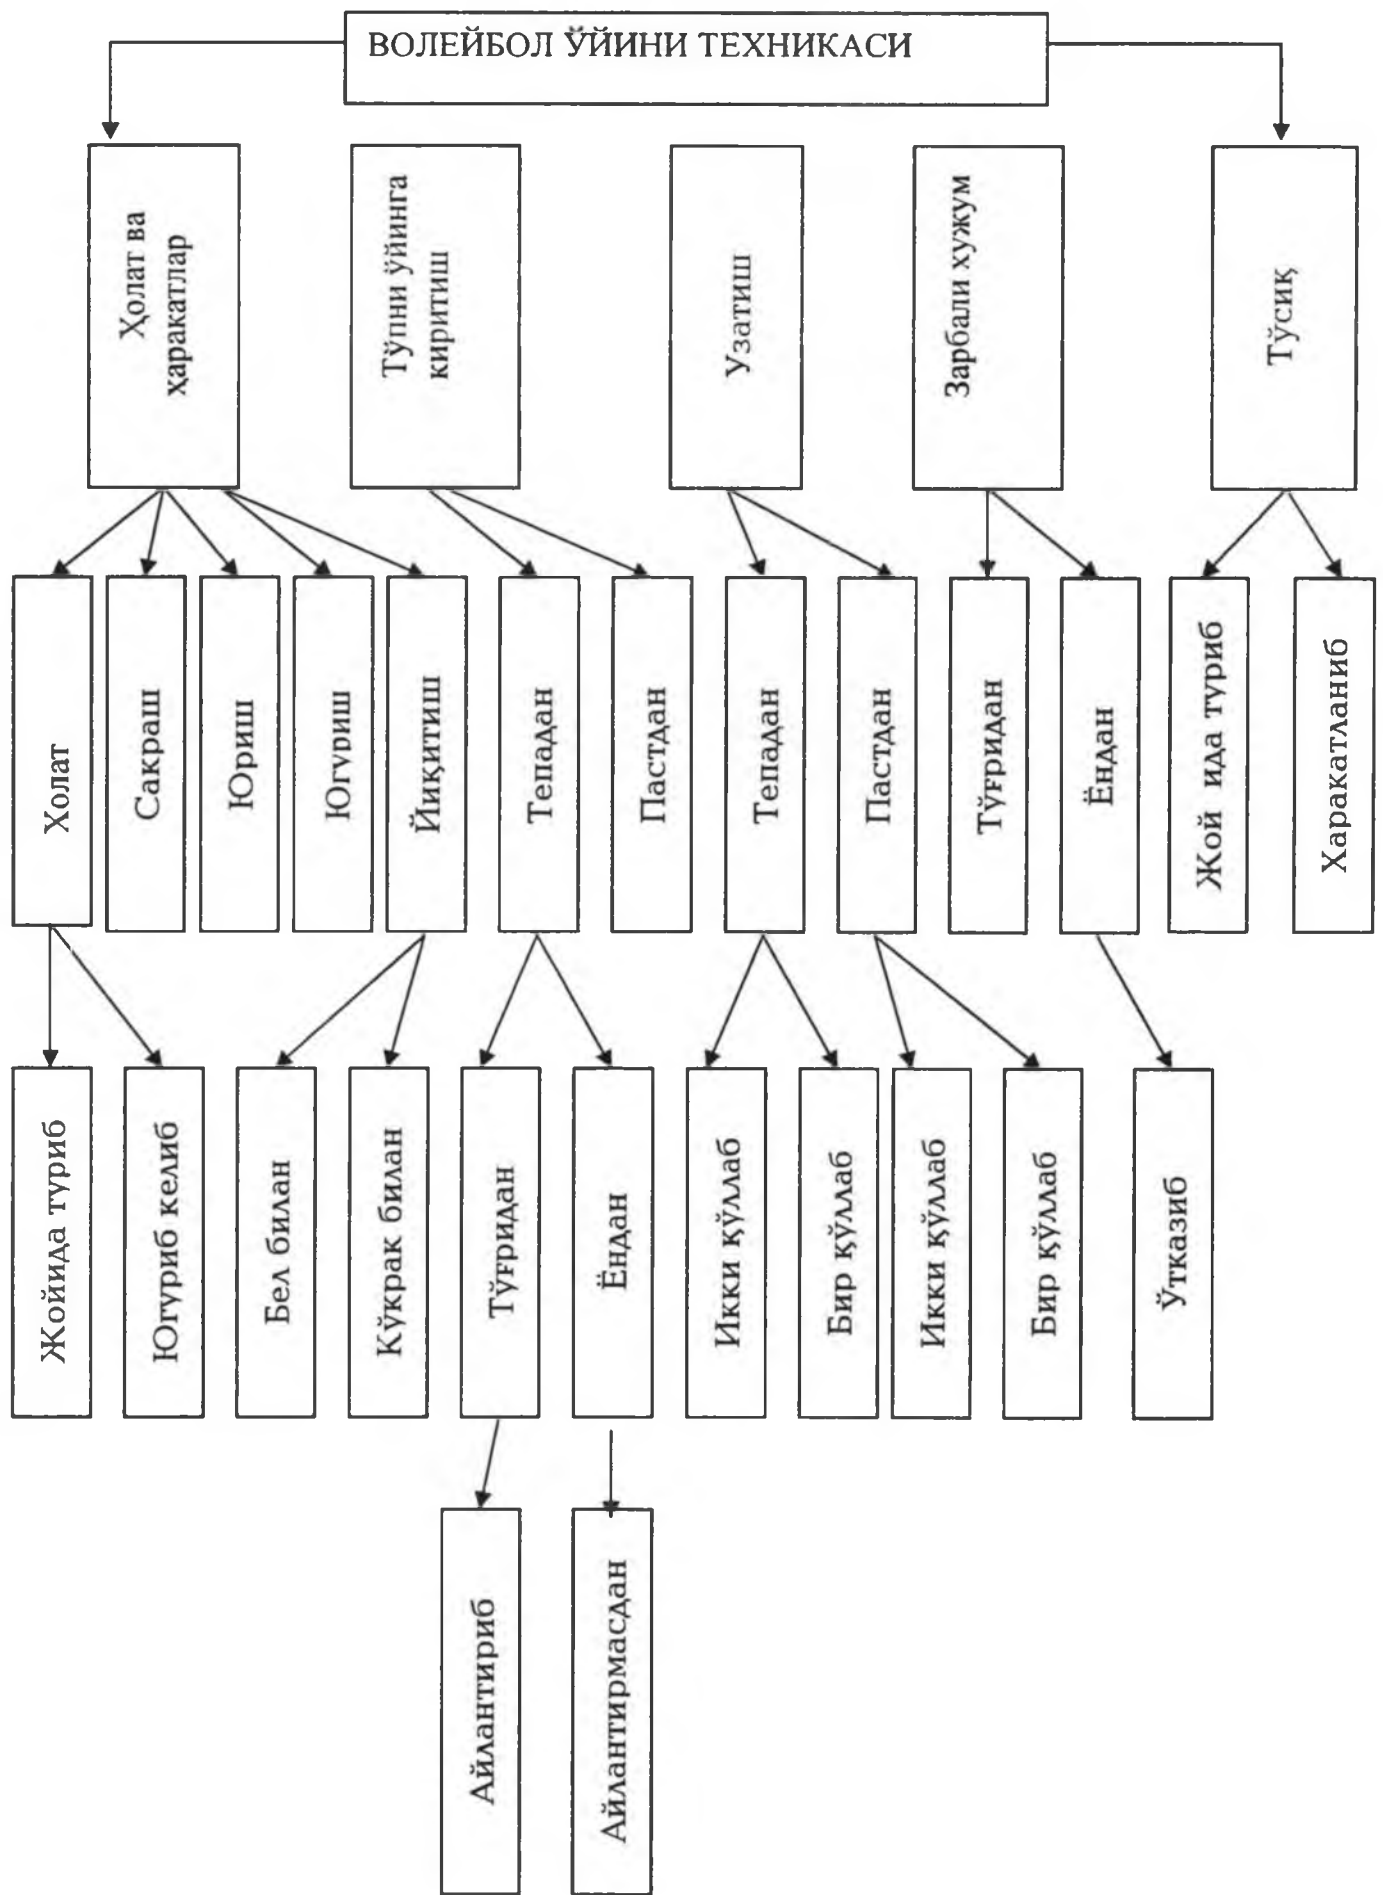 ВОЛЕЙБОЛ ЎЙИНИ ТЕХНИКАСИ
Ҳолат ва
ҳаракатлар
Тўпни ўйинга
киритиш
Узатиш
Зарбали хужум
Тўсиқ
Холат
Сакраш
Юриш
Югуриш
Йиқитиш
Тепадан
Пастдан
Тепадан
Пастдан
Тўғридан
Ёндан
Жой ида туриб
Харакатланиб
Жойида туриб
Югуриб келиб
Бел билан
Кўкрак билан
Тўғридан
Ёндан
Икки қўллаб
Бир қўллаб
Икки қўллаб
Бир қўллаб
Ўтказиб
Айлантириб
Айлантирмасдан